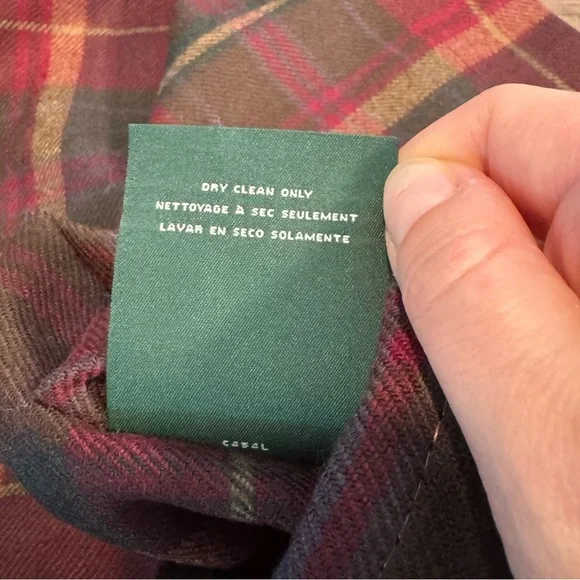 DRY CLEAN ONLY
NETTOYAGE À SEC SEULEMENT
LAVAR EN SECO SOLAMENTE